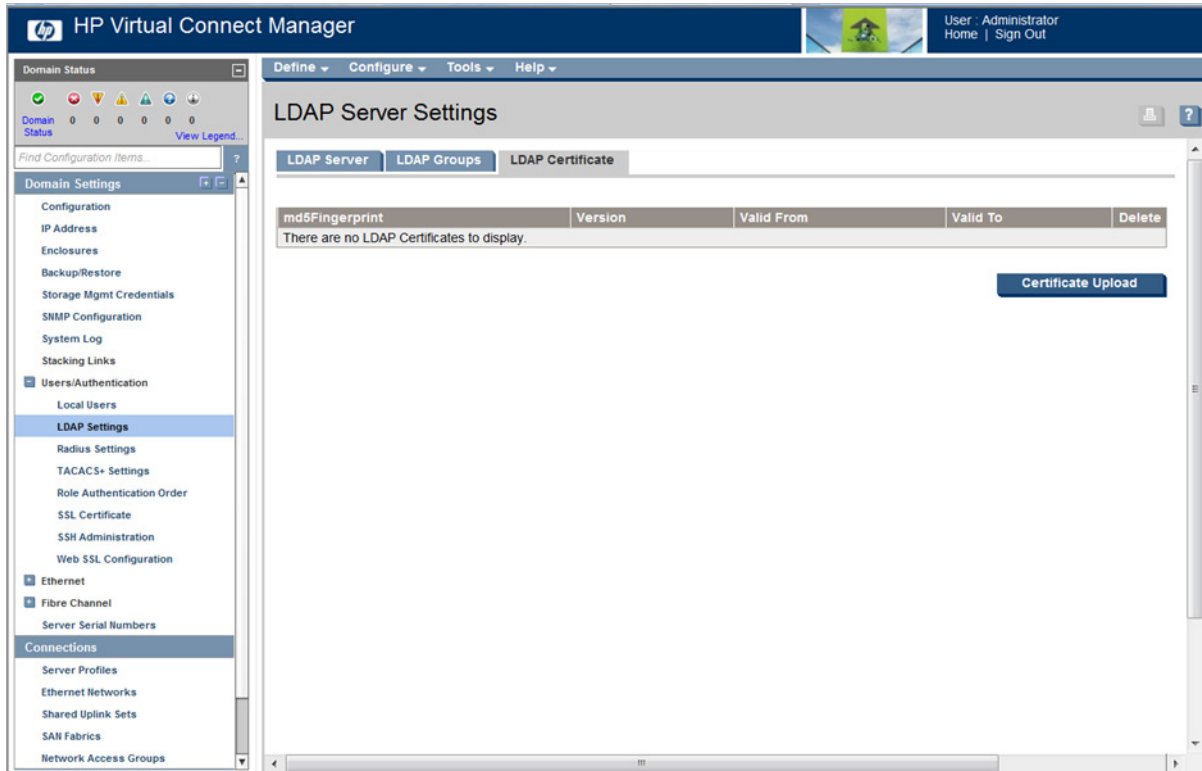 hp HP Virtual Connect Manager
User : Administrator
Home | Sign Out
Domain Status
Domain Status 0 0 0 0 0 0
View Legend...
Find Configuration Items... ?
Domain Settings
Configuration
IP Address
Enclosures
Backup/Restore
Storage Mgmt Credentials
SNMP Configuration
System Log
Stacking Links
Users/Authentication
Local Users
LDAP Settings
Radius Settings
TACACS+ Settings
Role Authentication Order
SSL Certificate
SSH Administration
Web SSL Configuration
Ethernet
Fibre Channel
Server Serial Numbers
Connections
Server Profiles
Ethernet Networks
Shared Uplink Sets
SAN Fabrics
Network Access Groups
Define Configure Tools Help
LDAP Server Settings ?
LDAP Server LDAP Groups LDAP Certificate
md5Fingerprint Version Valid From Valid To Delete
There are no LDAP Certificates to display.
Certificate Upload